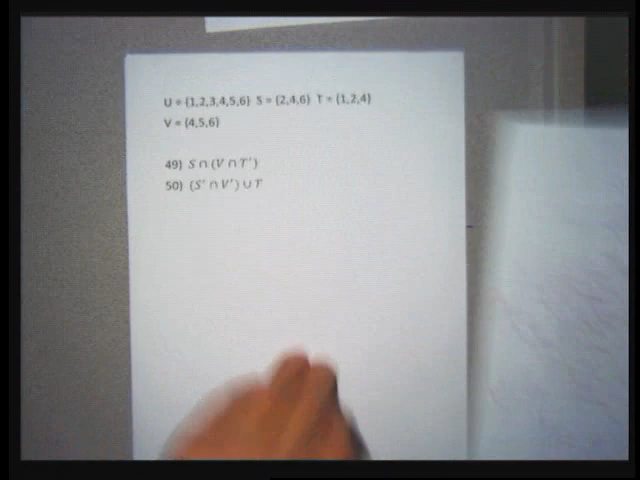 U = {1,2,3,4,5,6} S = {2,4,6} T = {1,2,4}
V = {4,5,6}
49) S ∩ (V ∩ T')
50) (S' ∩ V') ∪ T